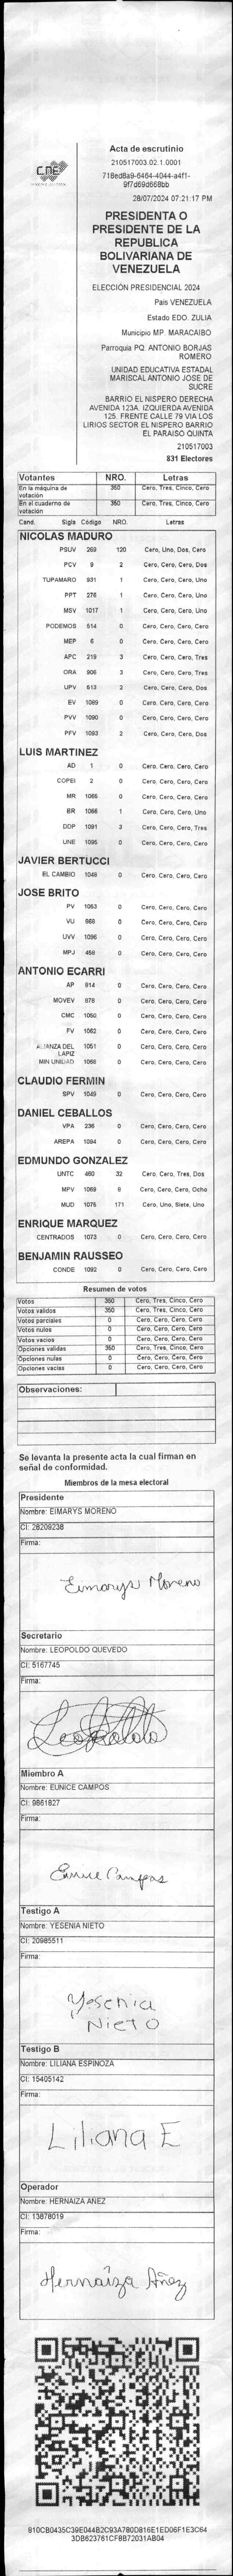 CNE
Acta de escrutinio
210517003.02.1.0001
718ed8a9-6464-4044-a4f1-
9f7d69d668bb
28/07/2024 07:21:17 PM
PRESIDENTA O
PRESIDENTE DE LA
REPUBLICA
BOLIVARIANA DE
VENEZUELA
ELECCIÓN PRESIDENCIAL 2024
Pais VENEZUELA
Estado EDO. ZULIA
Municipio MP. MARACAIBO
Parroquia PQ. ANTONIO BORJAS
ROMERO
UNIDAD EDUCATIVA ESTADAL
MARISCAL ANTONIO JOSE DE
SUCRE
BARRIO EL NISPERO DERECHA
AVENIDA 123A. IZQUIERDA AVENIDA
125. FRENTE CALLE 79 VIA LOS
LIRIOS SECTOR EL NISPERO BARRIO
EL PARAISO QUINTA
210517003
831 Electores
Votantes NRO. Letras
En la máquina de votación 350 Cero, Tres, Cinco, Cero
En el cuaderno de votación 350 Cero, Tres, Cinco, Cero
Cand. Sigla Código NRO. Letras
NICOLAS MADURO
PSUV 269 120 Cero, Uno, Dos, Cero
PCV 9 2 Cero, Cero, Cero, Dos
TUPAMARO 931 1 Cero, Cero, Cero, Uno
PPT 276 1 Cero, Cero, Cero, Uno
MSV 1017 1 Cero, Cero, Cero, Uno
PODEMOS 514 0 Cero, Cero, Cero, Cero
MEP 6 0 Cero, Cero, Cero, Cero
APC 219 3 Cero, Cero, Cero, Tres
ORA 906 3 Cero, Cero, Cero, Tres
UPV 513 2 Cero, Cero, Cero, Dos
EV 1089 0 Cero, Cero, Cero, Cero
PVV 1090 0 Cero, Cero, Cero, Cero
PFV 1093 2 Cero, Cero, Cero, Dos
LUIS MARTINEZ
AD 1 0 Cero, Cero, Cero, Cero
COPEI 2 0 Cero, Cero, Cero, Cero
MR 1065 0 Cero, Cero, Cero, Cero
BR 1066 1 Cero, Cero, Cero, Uno
DDP 1091 3 Cero, Cero, Cero, Tres
UNE 1095 0 Cero, Cero, Cero, Cero
JAVIER BERTUCCI
EL CAMBIO 1048 0 Cero, Cero, Cero, Cero
JOSE BRITO
PV 1053 0 Cero, Cero, Cero, Cero
VU 868 0 Cero, Cero, Cero, Cero
UVV 1096 0 Cero, Cero, Cero, Cero
MPJ 458 0 Cero, Cero, Cero, Cero
ANTONIO ECARRI
AP 814 0 Cero, Cero, Cero, Cero
MOVEV 878 0 Cero, Cero, Cero, Cero
CMC 1050 0 Cero, Cero, Cero, Cero
FV 1062 0 Cero, Cero, Cero, Cero
ALIANZA DEL LAPIZ 1051 0 Cero, Cero, Cero, Cero
MIN UNIDAD 1068 0 Cero, Cero, Cero, Cero
CLAUDIO FERMIN
SPV 1049 0 Cero, Cero, Cero, Cero
DANIEL CEBALLOS
VPA 236 0 Cero, Cero, Cero, Cero
AREPA 1094 0 Cero, Cero, Cero, Cero
EDMUNDO GONZALEZ
UNTC 460 32 Cero, Cero, Tres, Dos
MPV 1069 8 Cero, Cero, Cero, Ocho
MUD 1075 171 Cero, Uno, Siete, Uno
ENRIQUE MARQUEZ
CENTRADOS 1073 0 Cero, Cero, Cero, Cero
BENJAMIN RAUSSEO
CONDE 1092 0 Cero, Cero, Cero, Cero
Resumen de votos
Votos 350 Cero, Tres, Cinco, Cero
Votos validos 350 Cero, Tres, Cinco, Cero
Votos parciales 0 Cero, Cero, Cero, Cero
Votos nulos 0 Cero, Cero, Cero, Cero
Votos vacios 0 Cero, Cero, Cero, Cero
Opciones validas 350 Cero, Tres, Cinco, Cero
Opciones nulas 0 Cero, Cero, Cero, Cero
Opciones vacias 0 Cero, Cero, Cero, Cero
Observaciones:
Se levanta la presente acta la cual firman en
señal de conformidad.
Miembros de la mesa electoral
Presidente
Nombre: EIMARYS MORENO
CI: 28209238
Firma:
Eimarys Moreno
Secretario
Nombre: LEOPOLDO QUEVEDO
CI: 5167745
Firma:
Leopoldo
Miembro A
Nombre: EUNICE CAMPOS
CI: 9861827
Firma:
Eunice Campos
Testigo A
Nombre: YESENIA NIETO
CI: 20985511
Firma:
Yesenia
Nieto
Testigo B
Nombre: LILIANA ESPINOZA
CI: 15405142
Firma:
Liliana E
Operador
Nombre: HERNAIZA AÑEZ
CI: 13878019
Firma:
Hernaiza Añez
810CB0435C39E044B2C93A780D816E1ED06F1E3C64
3DB623761CF8B72031AB04